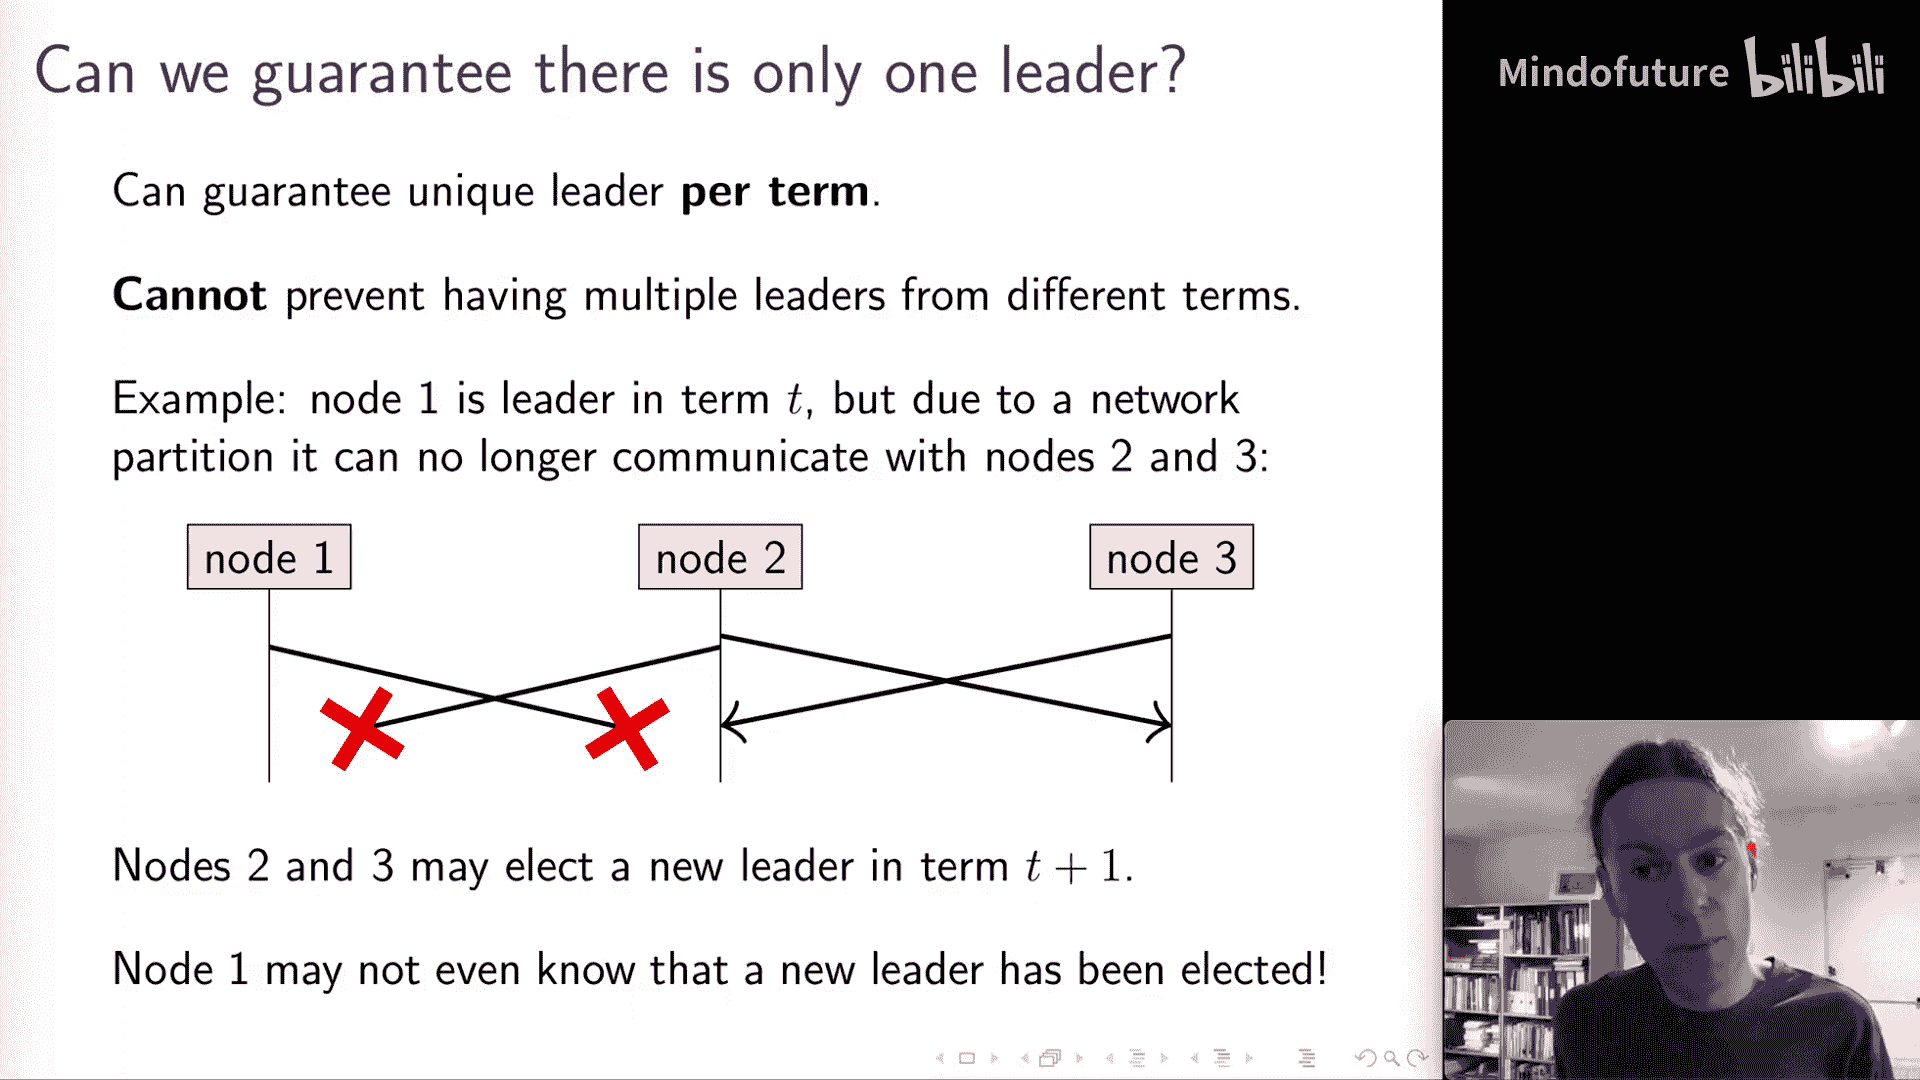 Can we guarantee there is only one leader?
Mindofuture bilibili
Can guarantee unique leader per term.
Cannot prevent having multiple leaders from different terms.
Example: node 1 is leader in term t, but due to a network
partition it can no longer communicate with nodes 2 and 3:
node 1
node 2
node 3
Nodes 2 and 3 may elect a new leader in term t + 1.
Node 1 may not even know that a new leader has been elected!